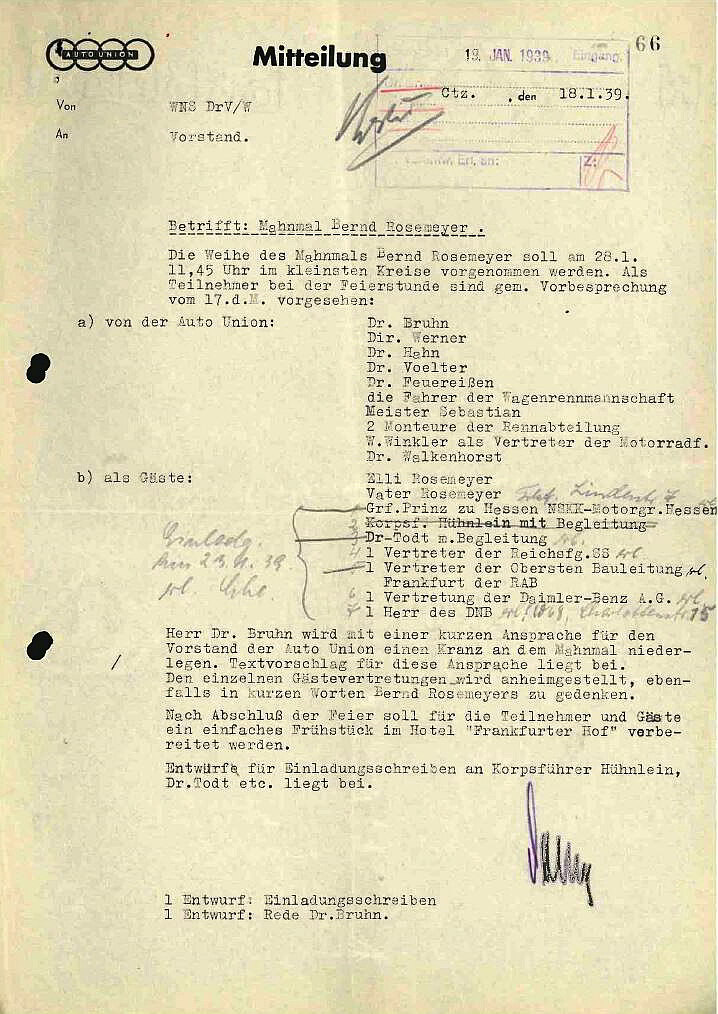 AUTO UNION
Mitteilung
19. JAN. 1939 Eingang.
66
Ctz. , den 18.1.39.
Von WNS DrV/W
An Vorstand.
Z:
Betrifft: Mahnmal Bernd Rosemeyer .
Die Weihe des Mahnmals Bernd Rosemeyer soll am 28.1.
11,45 Uhr im kleinsten Kreise vorgenommen werden. Als
Teilnehmer bei der Feierstunde sind gem. Vorbesprechung
vom 17.d.M. vorgesehen:
a) von der Auto Union: Dr. Bruhn
Dir. Werner
Dr. Hahn
Dr. Voelter
Dr. Feuereißen
die Fahrer der Wagenrennmannschaft
Meister Sebastian
2 Monteure der Rennabteilung
W.Winkler als Vertreter der Motorradf.
Dr. Walkenhorst
b) als Gäste: Elli Rosemeyer
Vater Rosemeyer
Grf.Prinz zu Hessen NSKK-Motorgr.Hessen
2 Korpsf. Hühnlein mit Begleitung
3 Dr-Todt m.Begleitung
4 1 Vertreter der Reichsfg.SS
1 Vertreter der Obersten Bauleitung
Frankfurt der RAB
6 1 Vertretung der Daimler-Benz A.G.
7 1 Herr des DNB
Herr Dr. Bruhn wird mit einer kurzen Ansprache für den
Vorstand der Auto Union einen Kranz an dem Mahnmal nieder-
legen. Textvorschlag für diese Ansprache liegt bei.
Den einzelnen Gästevertretungen wird anheimgestellt, eben-
falls in kurzen Worten Bernd Rosemeyers zu gedenken.
Nach Abschluß der Feier soll für die Teilnehmer und Gäste
ein einfaches Frühstück im Hotel "Frankfurter Hof" vorbe-
reitet werden.
Entwürfe für Einladungsschreiben an Korpsführer Hühnlein,
Dr.Todt etc. liegt bei.
1 Entwurf: Einladungsschreiben
1 Entwurf: Rede Dr.Bruhn.